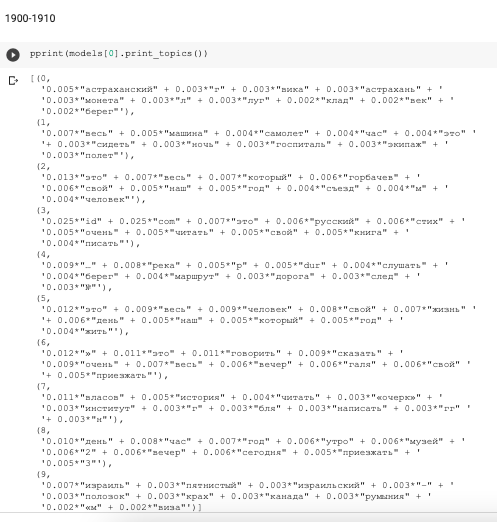 1900-1910
pprint(models[0].print_topics())
[(0,
'0.005*"астраханский" + 0.003*"г" + 0.003*"вика" + 0.003*"астрахань" + '
'0.003*"монета" + 0.003*"л" + 0.003*"луг" + 0.002*"клад" + 0.002*"век" + '
'0.002*"берег"'),
(1,
'0.007*"весь" + 0.005*"машина" + 0.004*"самолет" + 0.004*"час" + 0.004*"это" '
'+ 0.003*"сидеть" + 0.003*"ночь" + 0.003*"госпиталь" + 0.003*"экипаж" + '
'0.003*"полет"'),
(2,
'0.013*"это" + 0.007*"весь" + 0.007*"который" + 0.006*"горбачев" + '
'0.006*"свой" + 0.005*"наш" + 0.005*"год" + 0.004*"съезд" + 0.004*"м" + '
'0.004*"человек"'),
(3,
'0.025*"id" + 0.025*"com" + 0.007*"это" + 0.006*"русский" + 0.006*"стих" + '
'0.005*"очень" + 0.005*"читать" + 0.005*"свой" + 0.005*"книга" + '
'0.004*"писать"'),
(4,
'0.009*"_" + 0.008*"река" + 0.005*"р" + 0.005*"dur" + 0.004*"слушать" + '
'0.004*"берег" + 0.004*"маршрут" + 0.003*"дорога" + 0.003*"след" + '
'0.003*"№"'),
(5,
'0.012*"это" + 0.009*"весь" + 0.009*"человек" + 0.008*"свой" + 0.007*"жизнь" '
'+ 0.006*"день" + 0.005*"наш" + 0.005*"который" + 0.005*"год" + '
'0.004*"жить"'),
(6,
'0.012*"»" + 0.011*"это" + 0.011*"говорить" + 0.009*"сказать" + '
'0.009*"очень" + 0.007*"весь" + 0.006*"вечер" + 0.006*"галя" + 0.006*"свой" '
'+ 0.005*"приезжать"'),
(7,
'0.011*"власов" + 0.005*"история" + 0.004*"читать" + 0.003*"«очерк»" + '
'0.003*"институт" + 0.003*"г" + 0.003*"бля" + 0.003*"написать" + 0.003*"гг" '
'+ 0.003*"н"'),
(8,
'0.010*"день" + 0.008*"час" + 0.007*"год" + 0.006*"утро" + 0.006*"музей" + '
'0.006*"2" + 0.006*"вечер" + 0.006*"сегодня" + 0.005*"приезжать" + '
'0.005*"3"'),
(9,
'0.007*"израиль" + 0.003*"пятнистый" + 0.003*"израильский" + 0.003*"-" + '
'0.003*"полозок" + 0.003*"крах" + 0.003*"канада" + 0.003*"румыния" + '
'0.002*"«м" + 0.002*"виза"')]